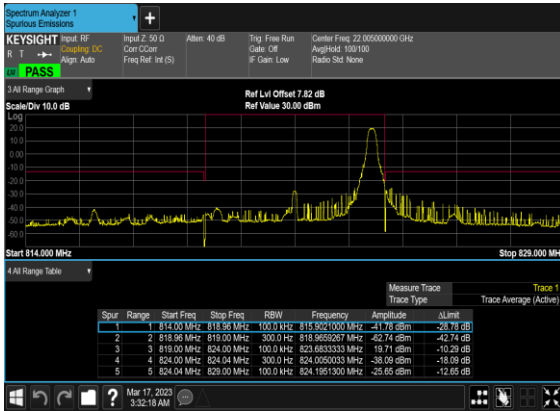 Spectrum Analyzer 1
Spurious Emissions
+
KEYSIGHT Input: RF Input Z: 50 Ω Atten: 40 dB Trig: Free Run Center Freq: 22.005000000 GHz
R T Coupling: DC Corr CCorr Gate: Off Avg|Hold: 100/100
Align: Auto Freq Ref: Int (S) IF Gain: Low Radio Std: None
PASS
3 All Range Graph
Ref Lvl Offset 7.82 dB
Scale/Div 10.0 dB Ref Value 30.00 dBm
Log
20.0
10.0
0.00
-10.0
-20.0
-30.0
-40.0
-50.0
-60.0
Start 814.000 MHz Stop 829.000 MH
4 All Range Table
Measure Trace Trace 1
Trace Type Trace Average (Active)
Spur Range Start Freq Stop Freq RBW Frequency Amplitude ΔLimit
1 1 814.00 MHz 818.96 MHz 100.0 kHz 815.9021000 MHz -41.78 dBm -28.78 dB
2 2 818.96 MHz 819.00 MHz 300.0 Hz 818.9659267 MHz -62.74 dBm -42.74 dB
3 3 819.00 MHz 824.00 MHz 100.0 kHz 823.6833333 MHz 19.71 dBm -10.29 dB
4 4 824.00 MHz 824.04 MHz 300.0 Hz 824.0050033 MHz -38.09 dBm -18.09 dB
5 5 824.04 MHz 829.00 MHz 100.0 kHz 824.1951300 MHz -25.65 dBm -12.65 dB
?
Mar 17, 2023
3:32:18 AM